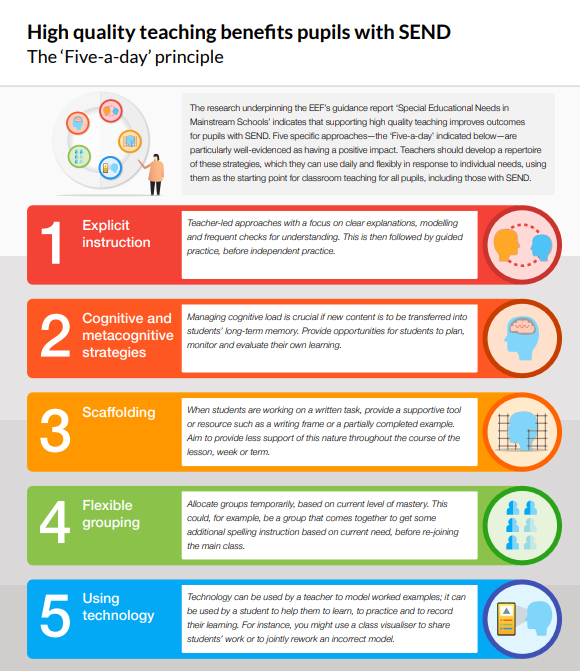 High quality teaching benefits pupils with SEND
The ‘Five-a-day’ principle
The research underpinning the EEF's guidance report ‘Special Educational Needs in
Mainstream Schools’ indicates that supporting high quality teaching improves outcomes
for pupils with SEND. Five specific approaches—the ‘Five-a-day’ indicated below—are
particularly well-evidenced as having a positive impact. Teachers should develop a repertoire
of these strategies, which they can use daily and flexibly in response to individual needs, using
them as the starting point for classroom teaching for all pupils, including those with SEND.
1
Explicit
instruction
Teacher-led approaches with a focus on clear explanations, modelling
and frequent checks for understanding. This is then followed by guided
practice, before independent practice.
2
Cognitive and
metacognitive
strategies
Managing cognitive load is crucial if new content is to be transferred into
students' long-term memory. Provide opportunities for students to plan,
monitor and evaluate their own learning.
3
Scaffolding
When students are working on a written task, provide a supportive tool
or resource such as a writing frame or a partially completed example.
Aim to provide less support of this nature throughout the course of the
lesson, week or term.
4
Flexible
grouping
Allocate groups temporarily, based on current level of mastery. This
could, for example, be a group that comes together to get some
additional spelling instruction based on current need, before re-joining
the main class.
5
Using
technology
Technology can be used by a teacher to model worked examples; it can
be used by a student to help them to learn, to practice and to record
their learning. For instance, you might use a class visualiser to share
students' work or to jointly rework an incorrect model.